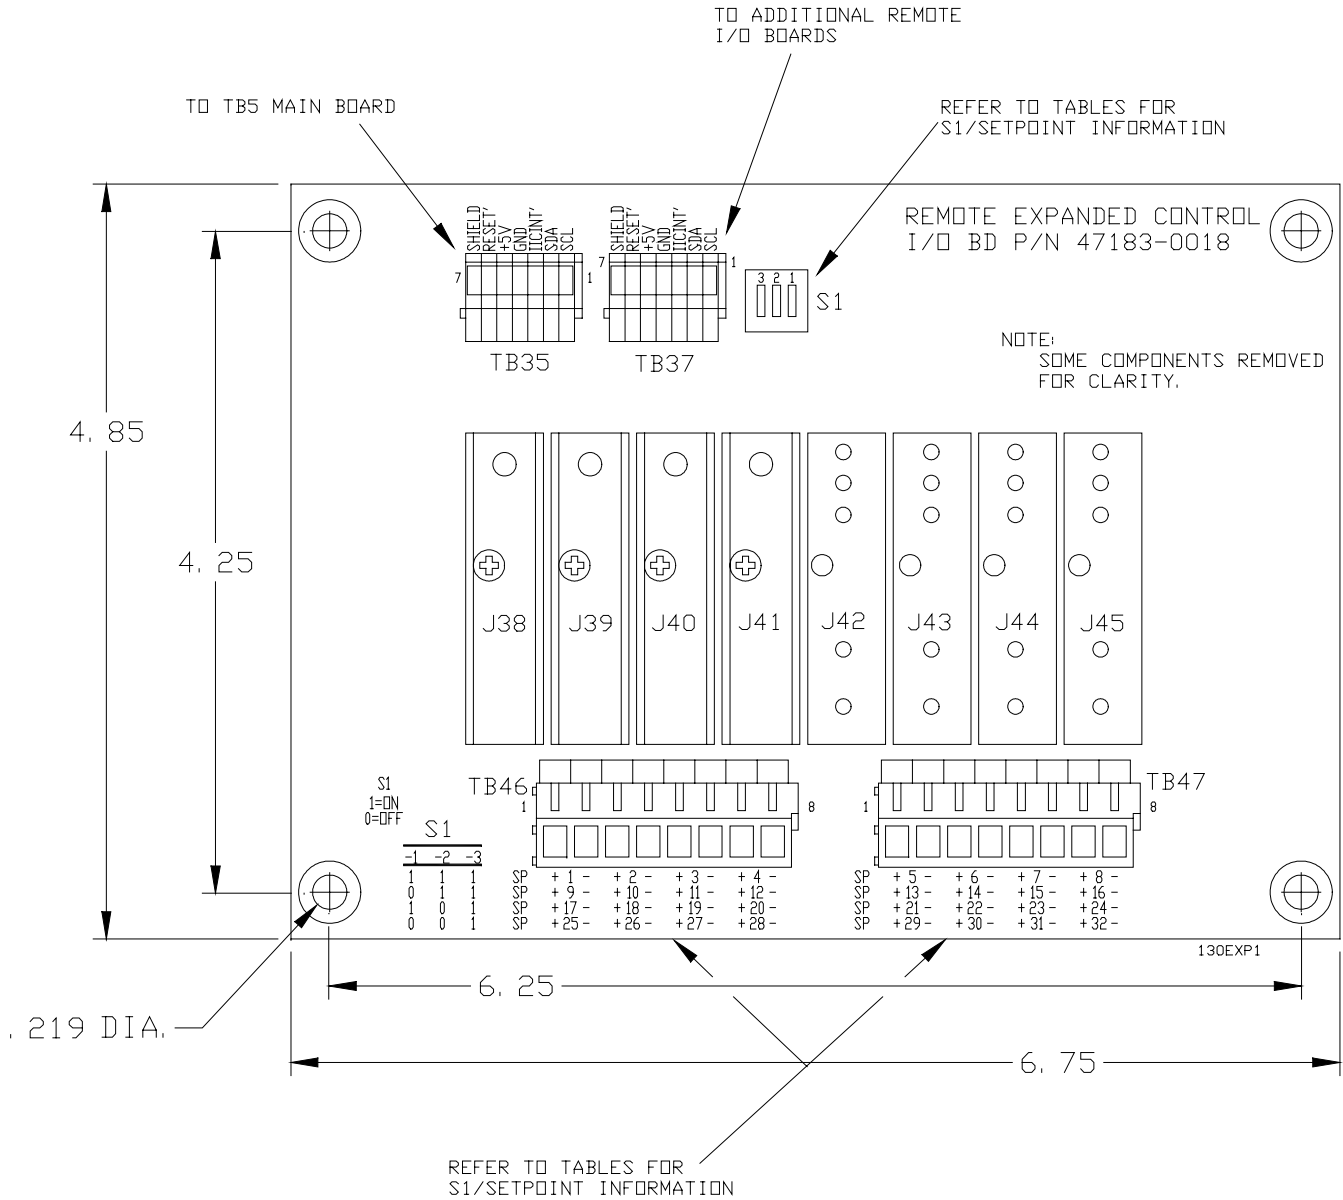 TO ADDITIONAL REMOTE
I/O BOARDS
TO TB5 MAIN BOARD
REFER TO TABLES FOR
S1/SETPOINT INFORMATION
SHIELD
RESET'
+5V
GND
IICINT'
SDA
SCL
SHIELD
RESET'
+5V
GND
IICINT'
SDA
SCL
REMOTE EXPANDED CONTROL
I/O BD P/N 47183-0018
7
1
7
1
3 2 1
S1
TB35
TB37
NOTE:
SOME COMPONENTS REMOVED
FOR CLARITY.
4.85
4.25
J38
J39
J40
J41
J42
J43
J44
J45
TB46
1
8
TB47
1
8
S1
1=ON
0=OFF
S1
-1 -2 -3
1 1 1 SP + 1 - + 2 - + 3 - + 4 - SP + 5 - + 6 - + 7 - + 8 -
0 1 1 SP + 9 - + 10 - + 11 - + 12 - SP + 13 - + 14 - + 15 - + 16 -
1 0 1 SP + 17 - + 18 - + 19 - + 20 - SP + 21 - + 22 - + 23 - + 24 -
0 0 1 SP + 25 - + 26 - + 27 - + 28 - SP + 29 - + 30 - + 31 - + 32 -
130EXP1
6.25
.219 DIA.
6.75
REFER TO TABLES FOR
S1/SETPOINT INFORMATION